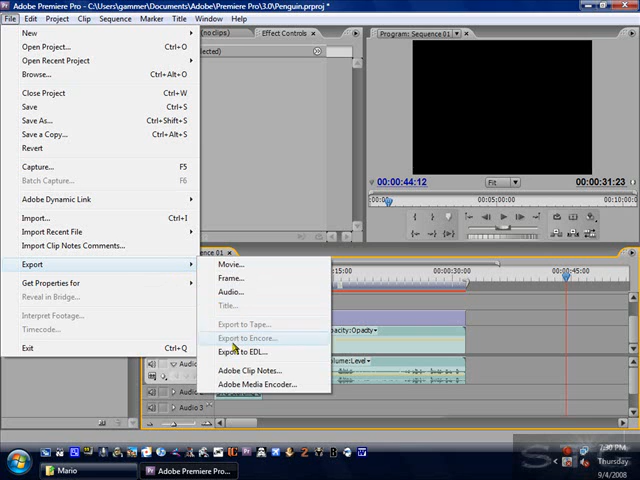 Adobe Premiere Pro - C:\Users\gammer\Documents\Adobe\Premiere Pro\3.0\Penguin.prproj *
File Edit Project Clip Sequence Marker Title Window Help
New
Open Project... Ctrl+O
Open Recent Project
Browse... Ctrl+Alt+O
Close Project Ctrl+W
Save Ctrl+S
Save As... Ctrl+Shift+S
Save a Copy... Ctrl+Alt+S
Revert
Capture... F5
Batch Capture... F6
Adobe Dynamic Link
Import... Ctrl+I
Import Recent File
Import Clip Notes Comments...
Export
Get Properties for
Reveal in Bridge...
Interpret Footage...
Timecode...
Exit Ctrl+Q
Movie...
Frame...
Audio...
Title...
Export to Tape...
Export to Encore...
Export to EDL...
Adobe Clip Notes...
Adobe Media Encoder...
(no clips) Effect Controls
lected)
Program: Sequence 01
00:00:44:12 Fit 00:00:31:23
00:00 00:05:00:00 00:10:00
ence 01
:15:00 00:00:30:00 00:00:45:00
pacity:Opacity
Audio
olume:Level
Audio 2
Audio 3
Mario
Adobe Premiere Pro...
7:30 PM
Thursday
9/4/2008